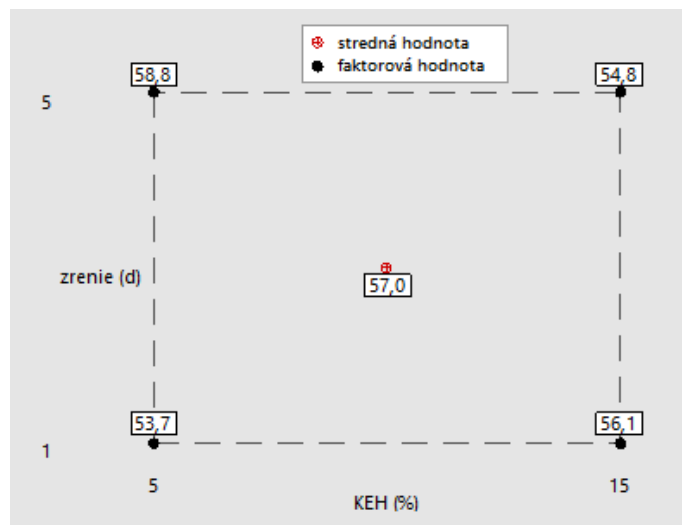 stredná hodnota
faktorová hodnota
58,8
54,8
5
zrenie (d)
57,0
53,7
56,1
1
5
15
KEH (%)